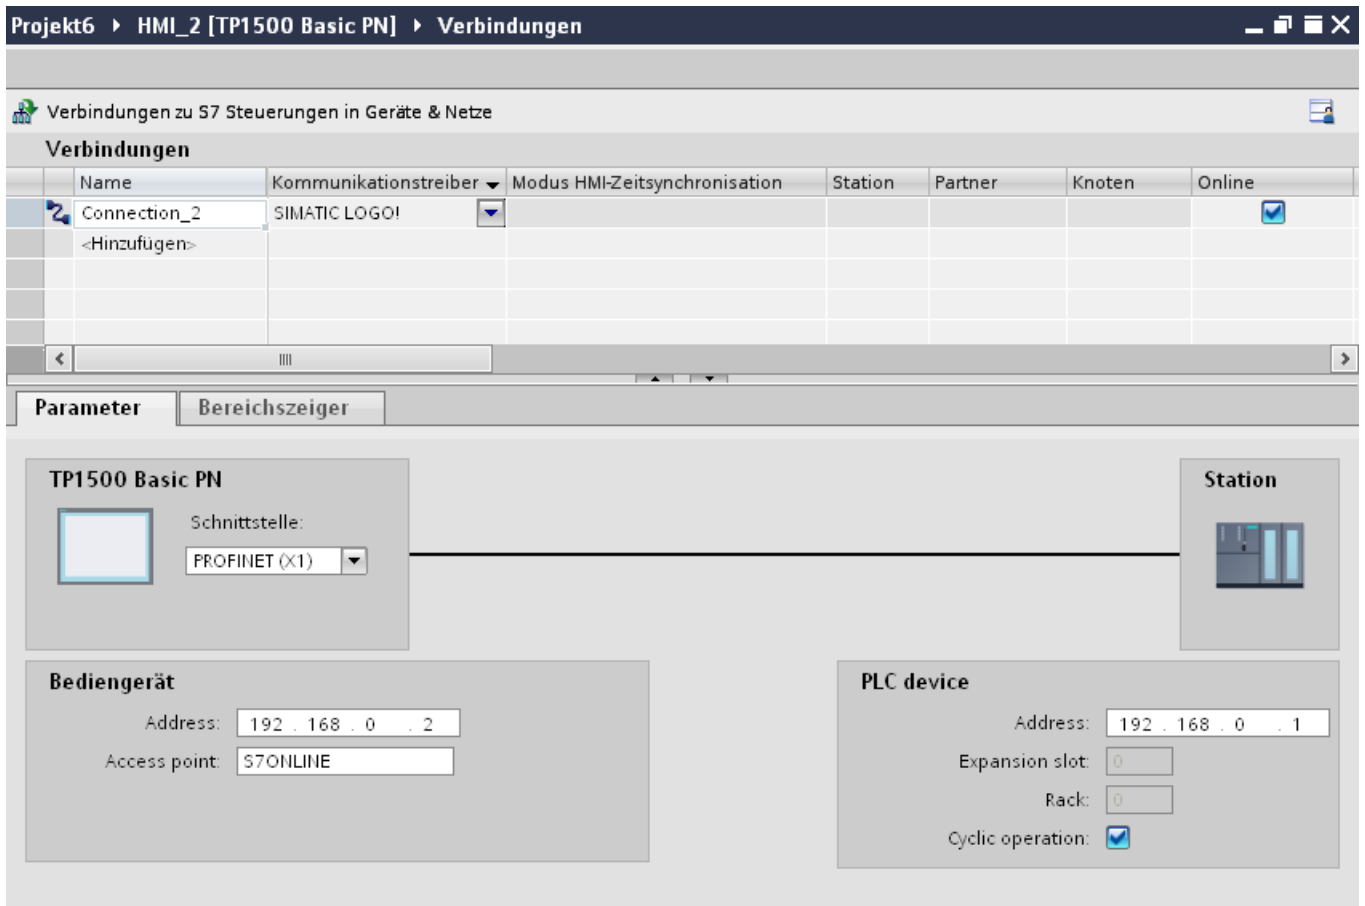 Projekt6 ▸ HMI_2 [TP1500 Basic PN] ▸ Verbindungen
Verbindungen zu S7 Steuerungen in Geräte & Netze
Verbindungen
Name Kommunikationstreiber Modus HMI-Zeitsynchronisation Station Partner Knoten Online
Connection_2 SIMATIC LOGO!
<Hinzufügen>
Parameter Bereichszeiger
TP1500 Basic PN
Station
Schnittstelle:
PROFINET (X1)
Bediengerät
Address: 192 . 168 . 0 . 2
Access point: S7ONLINE
PLC device
Address: 192 . 168 . 0 . 1
Expansion slot: 0
Rack: 0
Cyclic operation: